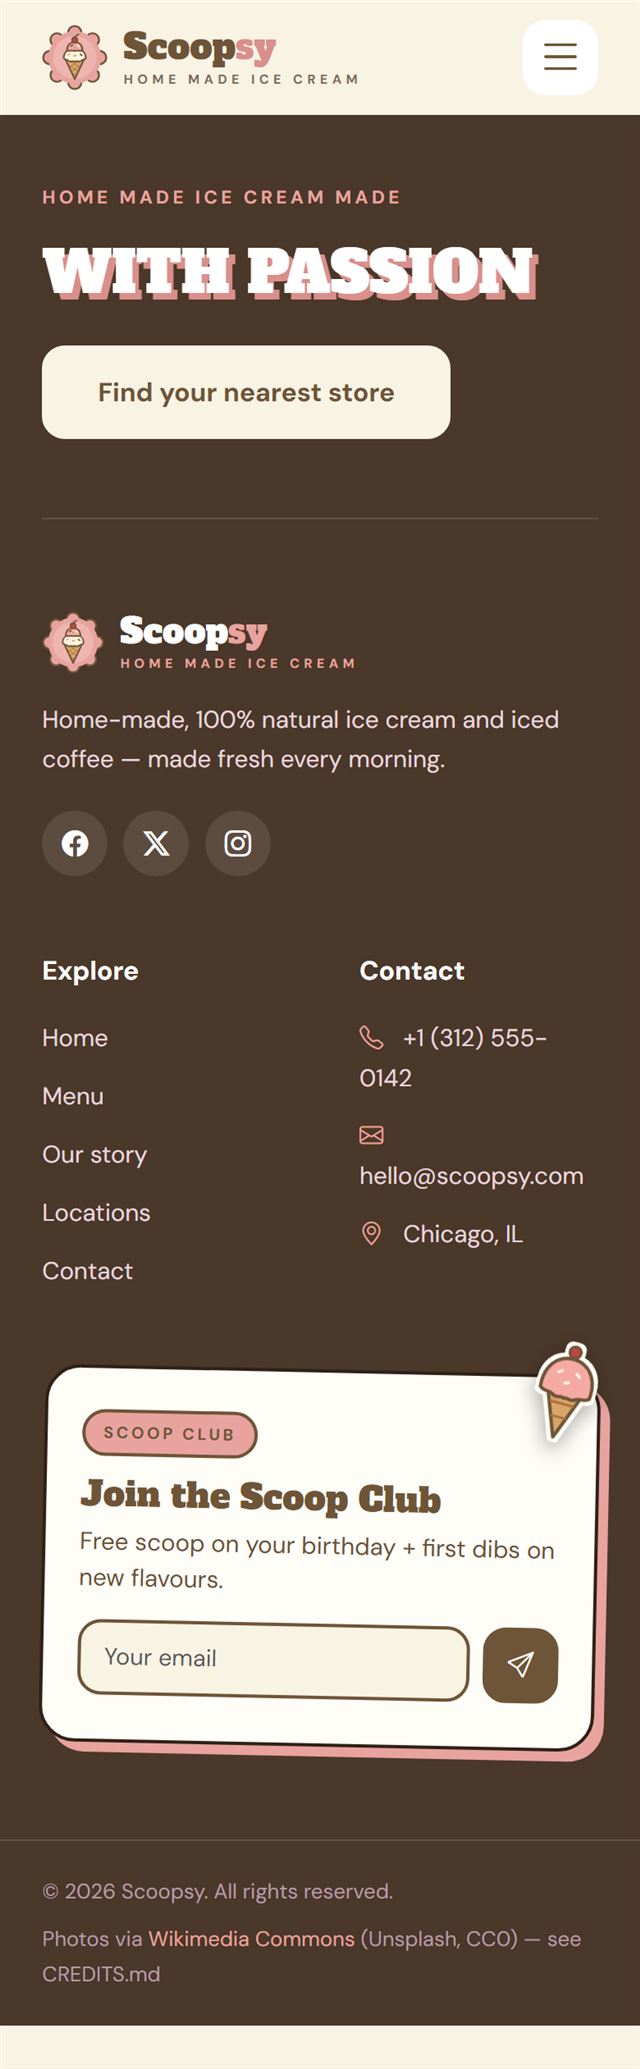 Scoopsy
HOME MADE ICE CREAM
HOME MADE ICE CREAM MADE
WITH PASSION
Find your nearest store
Scoopsy
HOME MADE ICE CREAM
Home-made, 100% natural ice cream and iced
coffee — made fresh every morning.
Explore
Home
Menu
Our story
Locations
Contact
Contact
+1 (312) 555-
0142
hello@scoopsy.com
Chicago, IL
SCOOP CLUB
Join the Scoop Club
Free scoop on your birthday + first dibs on
new flavours.
Your email
© 2026 Scoopsy. All rights reserved.
Photos via Wikimedia Commons (Unsplash, CC0) — see
CREDITS.md